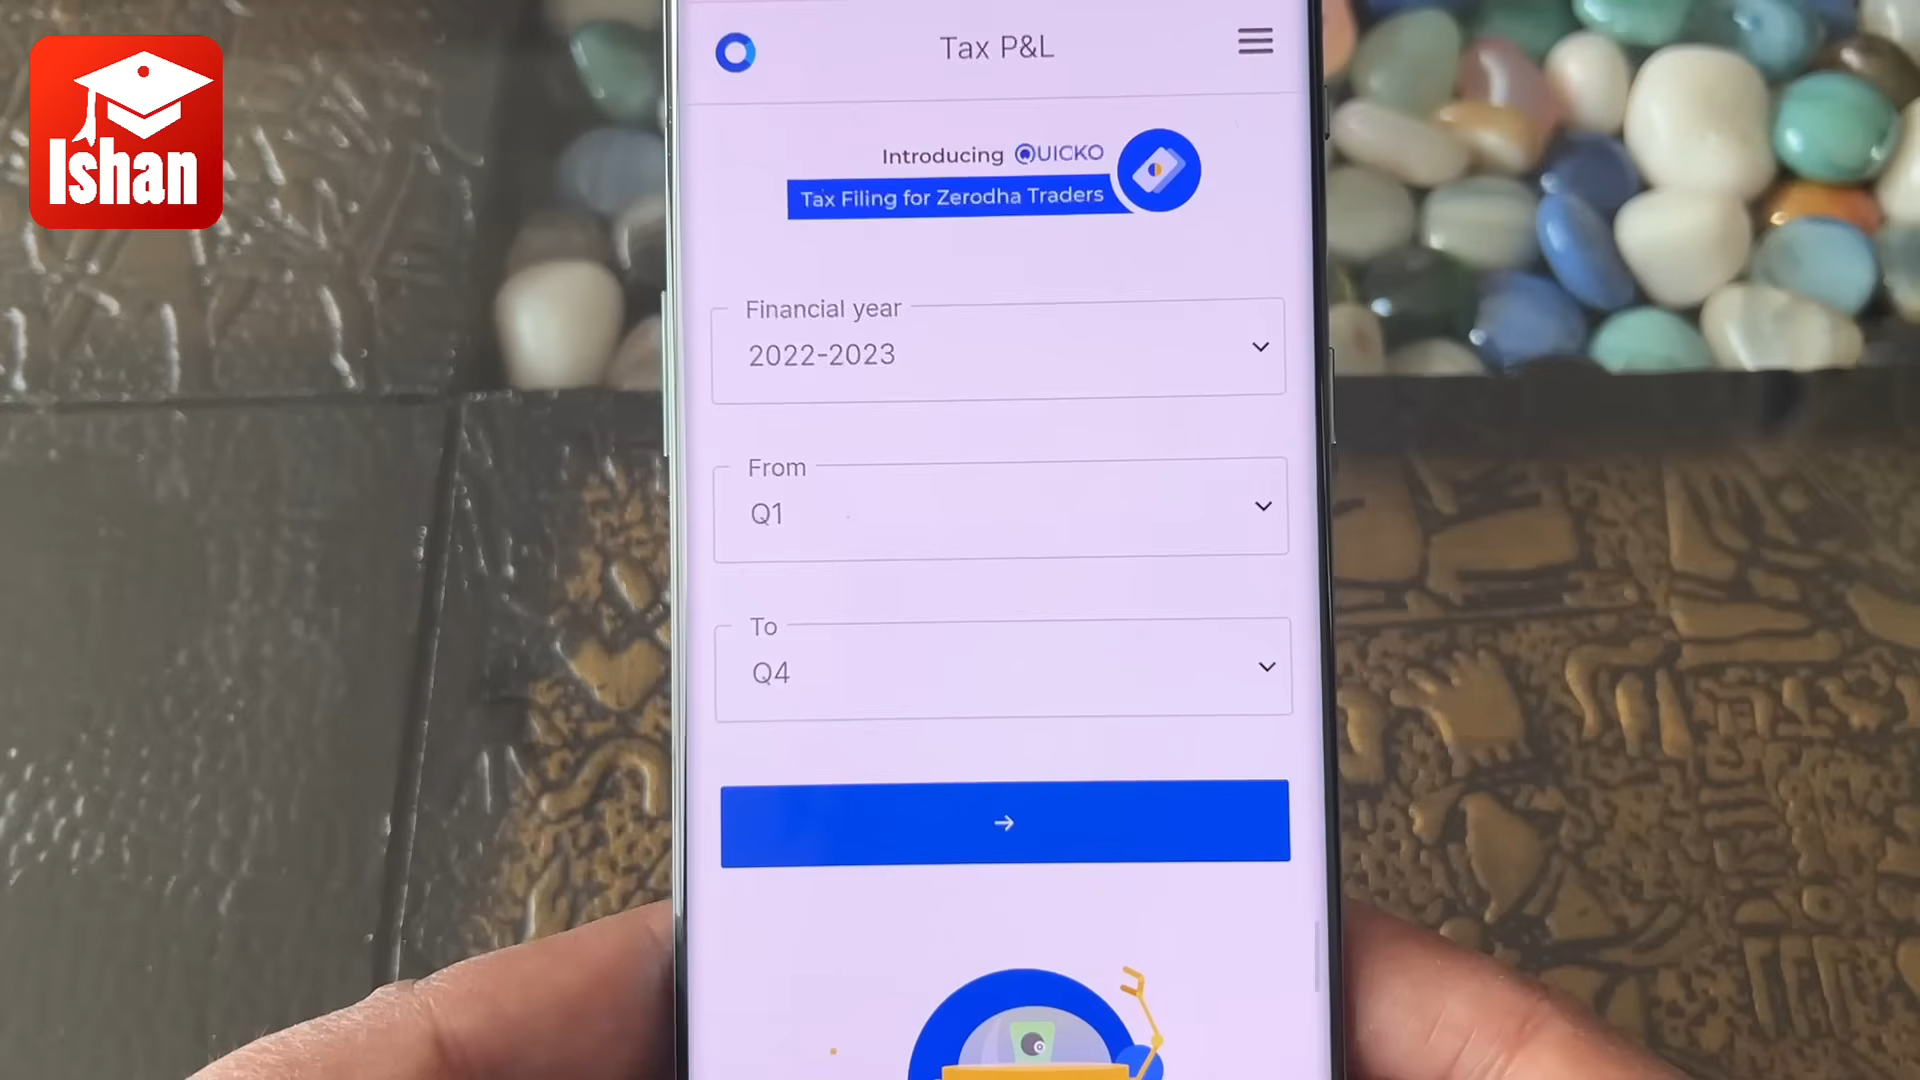 Ishan
Tax P&L
Introducing QUICKO
Tax Filing for Zerodha Traders
Financial year
2022-2023
From
Q1
To
Q4